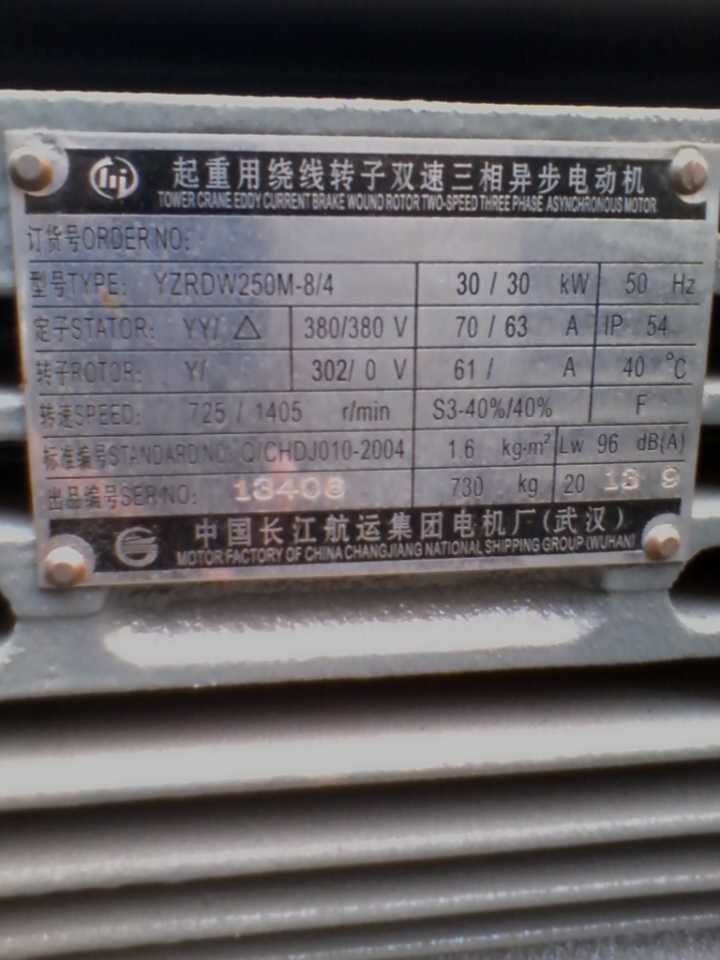 起重用绕线转子双速三相异步电动机
TOWER CRANE EDDY CURRENT BRAKE WOUND ROTOR TWO-SPEED THREE PHASE ASYNCHRONOUS MOTOR
订货号ORDER NO:
型号TYPE: YZRDW250M-8/4 30 / 30 kW 50 Hz
定子STATOR: YY/ △ 380/380 V 70 / 63 A IP 54
转子ROTOR: Y/ 302/ 0 V 61 / A 40 °C
转速SPEED: 725 / 1405 r/min S3-40%/40% F
标准编号STANDARD NO: Q/CHDJ010-2004 1.6 kg·m² Lw 96 dB(A)
出品编号SER·NO: 13408 730 kg 20 13 9
中国长江航运集团电机厂(武汉)
MOTOR FACTORY OF CHINA CHANGJIANG NATIONAL SHIPPING GROUP (WUHAN)